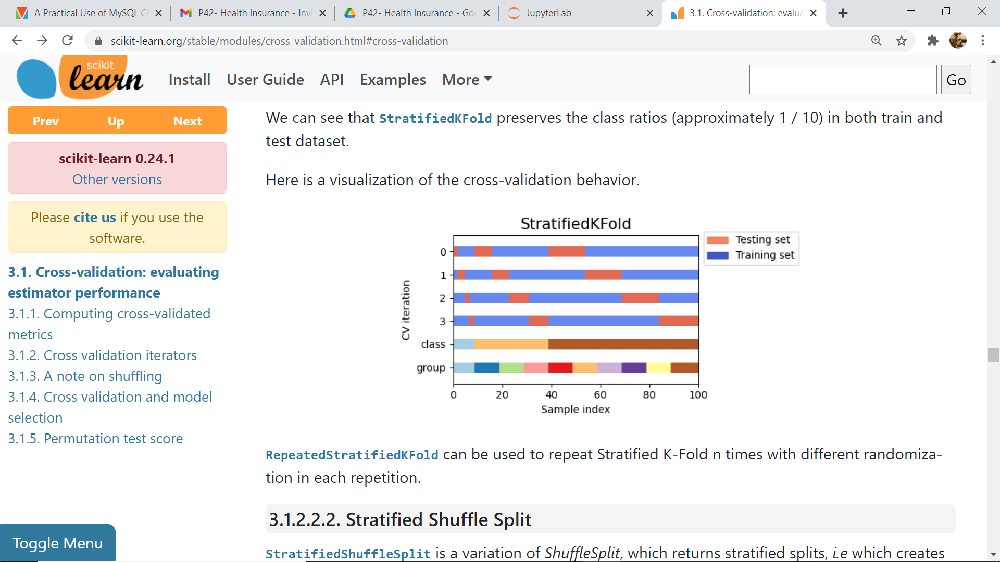 A Practical Use of MySQL C
P42- Health Insurance - Inv
P42- Health Insurance - Go
JupyterLab
3.1. Cross-validation: evalua
scikit-learn.org/stable/modules/cross_validation.html#cross-validation
scikit
learn
Install
User Guide
API
Examples
More
Go
Prev
Up
Next
scikit-learn 0.24.1
Other versions
Please cite us if you use the
software.
3.1. Cross-validation: evaluating
estimator performance
3.1.1. Computing cross-validated
metrics
3.1.2. Cross validation iterators
3.1.3. A note on shuffling
3.1.4. Cross validation and model
selection
3.1.5. Permutation test score
Toggle Menu
We can see that StratifiedKFold preserves the class ratios (approximately 1 / 10) in both train and
test dataset.
Here is a visualization of the cross-validation behavior.
StratifiedKFold
Testing set
Training set
CV iteration
0
1
2
3
class
group
0 20 40 60 80 100
Sample index
RepeatedStratifiedKFold can be used to repeat Stratified K-Fold n times with different randomiza-
tion in each repetition.
3.1.2.2.2. Stratified Shuffle Split
StratifiedShuffleSplit is a variation of ShuffleSplit, which returns stratified splits, i.e which creates